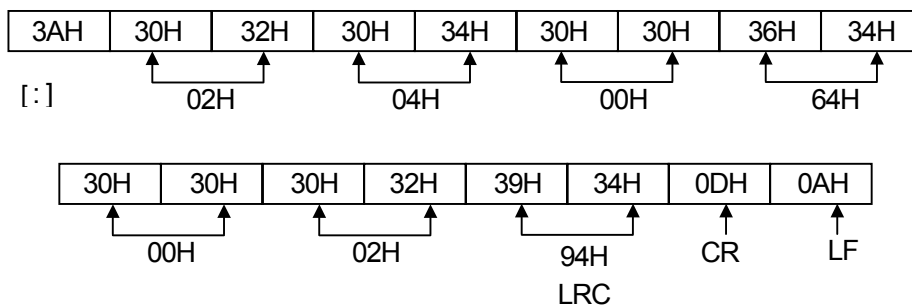 3AH 30H 32H 30H 34H 30H 30H 36H 34H
[:] 02H 04H 00H 64H
30H 30H 30H 32H 39H 34H 0DH 0AH
00H 02H 94H CR LF
LRC